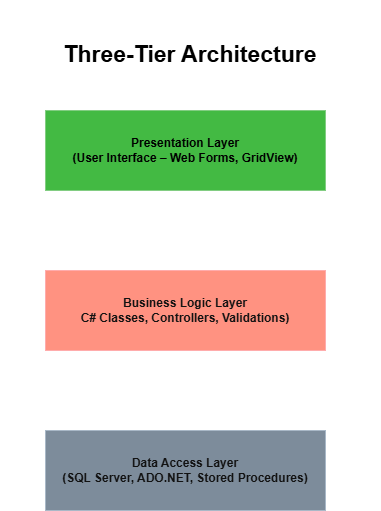 Three-Tier Architecture
Presentation Layer
(User Interface – Web Forms, GridView)
Business Logic Layer
C# Classes, Controllers, Validations)
Data Access Layer
(SQL Server, ADO.NET, Stored Procedures)